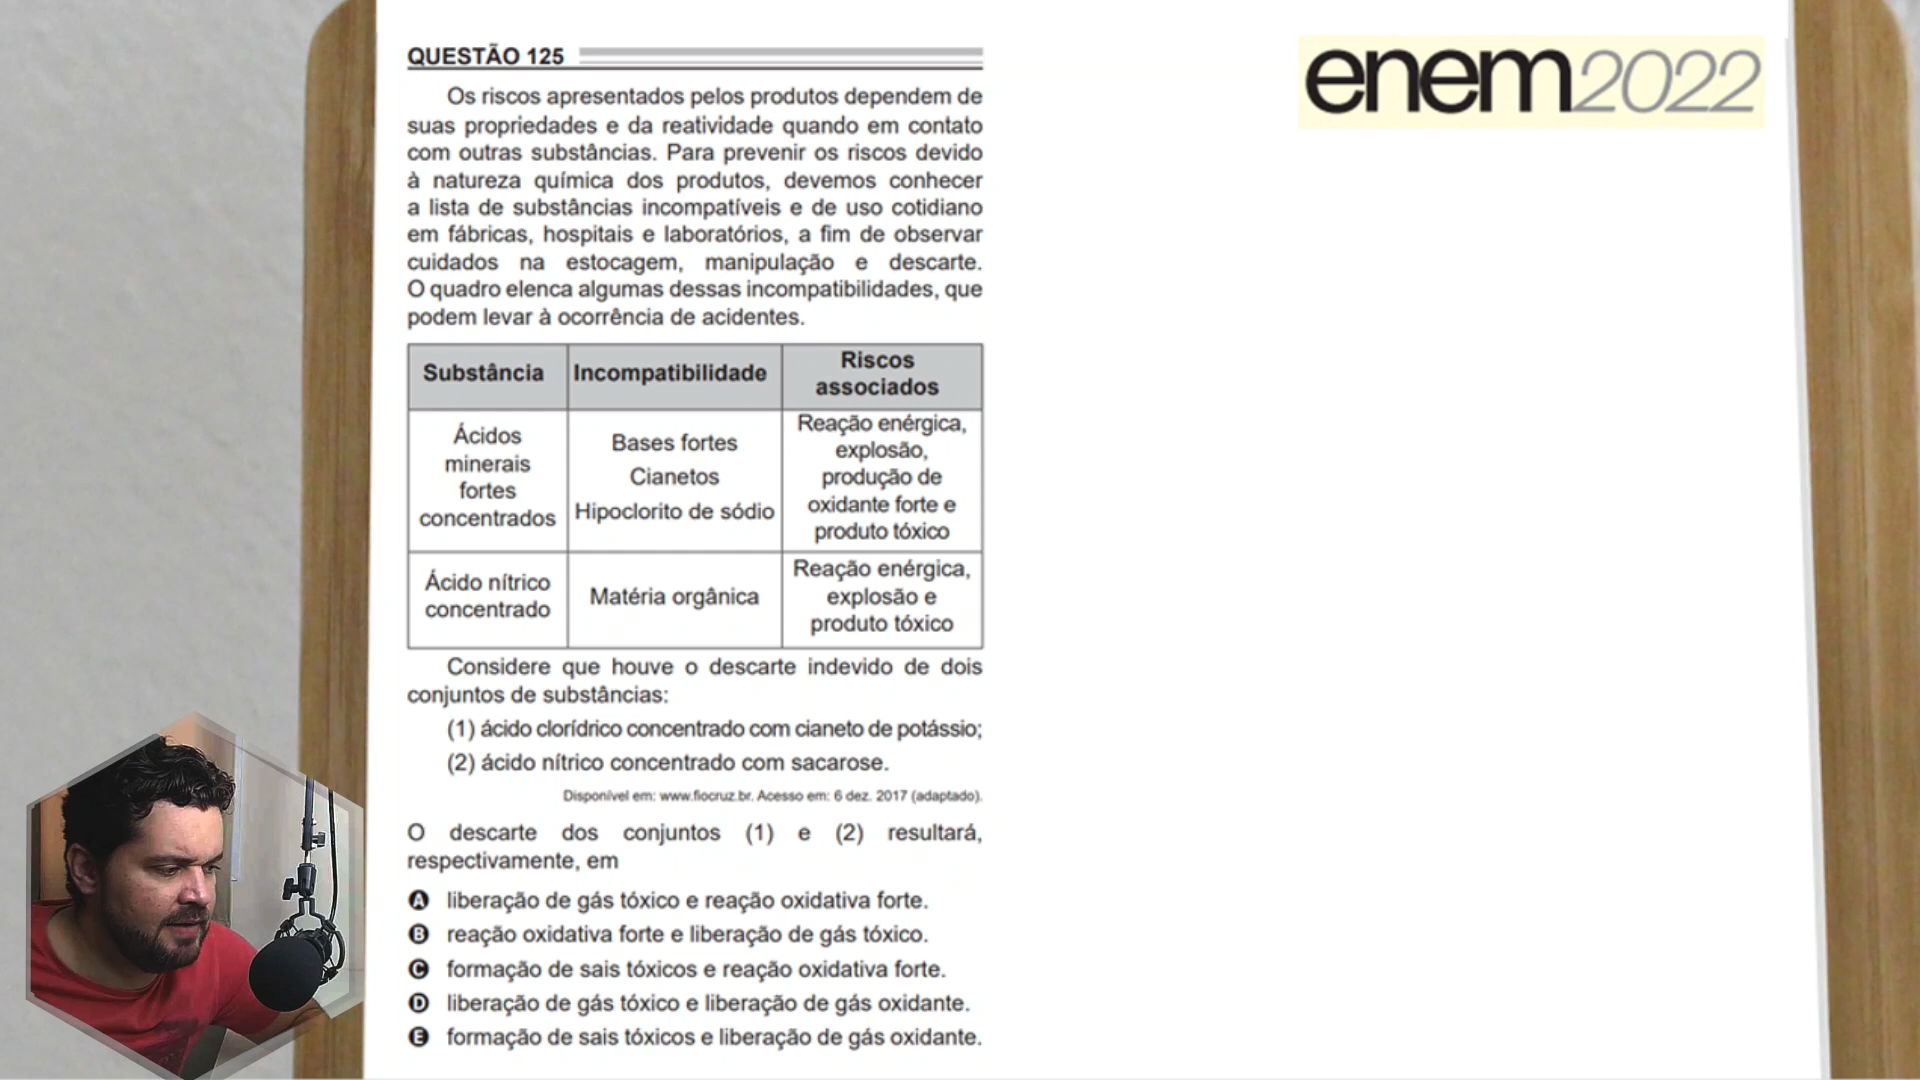 QUESTÃO 125
enem2022
Os riscos apresentados pelos produtos dependem de
suas propriedades e da reatividade quando em contato
com outras substâncias. Para prevenir os riscos devido
à natureza química dos produtos, devemos conhecer
a lista de substâncias incompatíveis e de uso cotidiano
em fábricas, hospitais e laboratórios, a fim de observar
cuidados na estocagem, manipulação e descarte.
O quadro elenca algumas dessas incompatibilidades, que
podem levar à ocorrência de acidentes.
Substância
Incompatibilidade
Riscos
associados
Ácidos
minerais
fortes
concentrados
Bases fortes
Cianetos
Hipoclorito de sódio
Reação enérgica,
explosão,
produção de
oxidante forte e
produto tóxico
Ácido nítrico
concentrado
Matéria orgânica
Reação enérgica,
explosão e
produto tóxico
Considere que houve o descarte indevido de dois
conjuntos de substâncias:
(1) ácido clorídrico concentrado com cianeto de potássio;
(2) ácido nítrico concentrado com sacarose.
Disponível em: www.fiocruz.br. Acesso em: 6 dez. 2017 (adaptado).
O descarte dos conjuntos (1) e (2) resultará,
respectivamente, em
A liberação de gás tóxico e reação oxidativa forte.
B reação oxidativa forte e liberação de gás tóxico.
C formação de sais tóxicos e reação oxidativa forte.
D liberação de gás tóxico e liberação de gás oxidante.
E formação de sais tóxicos e liberação de gás oxidante.